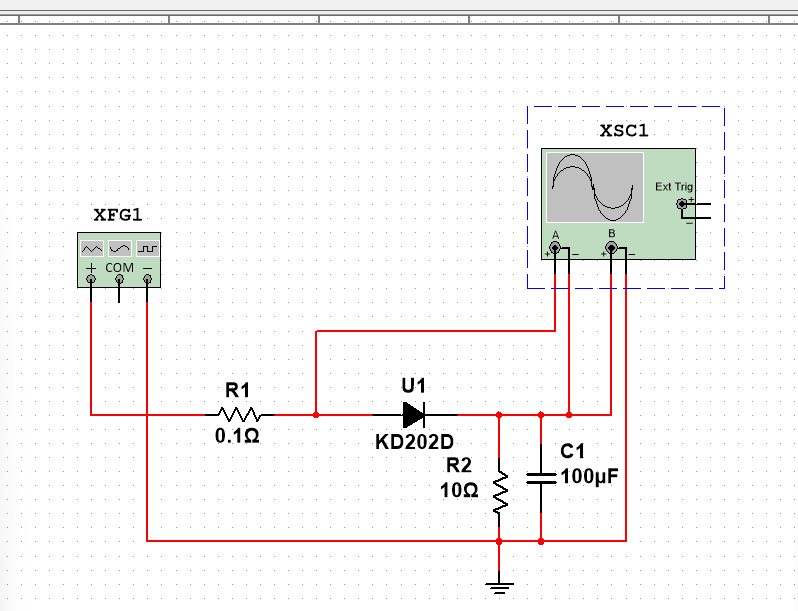 XSC1
Ext Trig
+
−
A
B
+
−
+
−
XFG1
+ COM −
R1
0.1Ω
U1
KD202D
R2
10Ω
C1
100µF